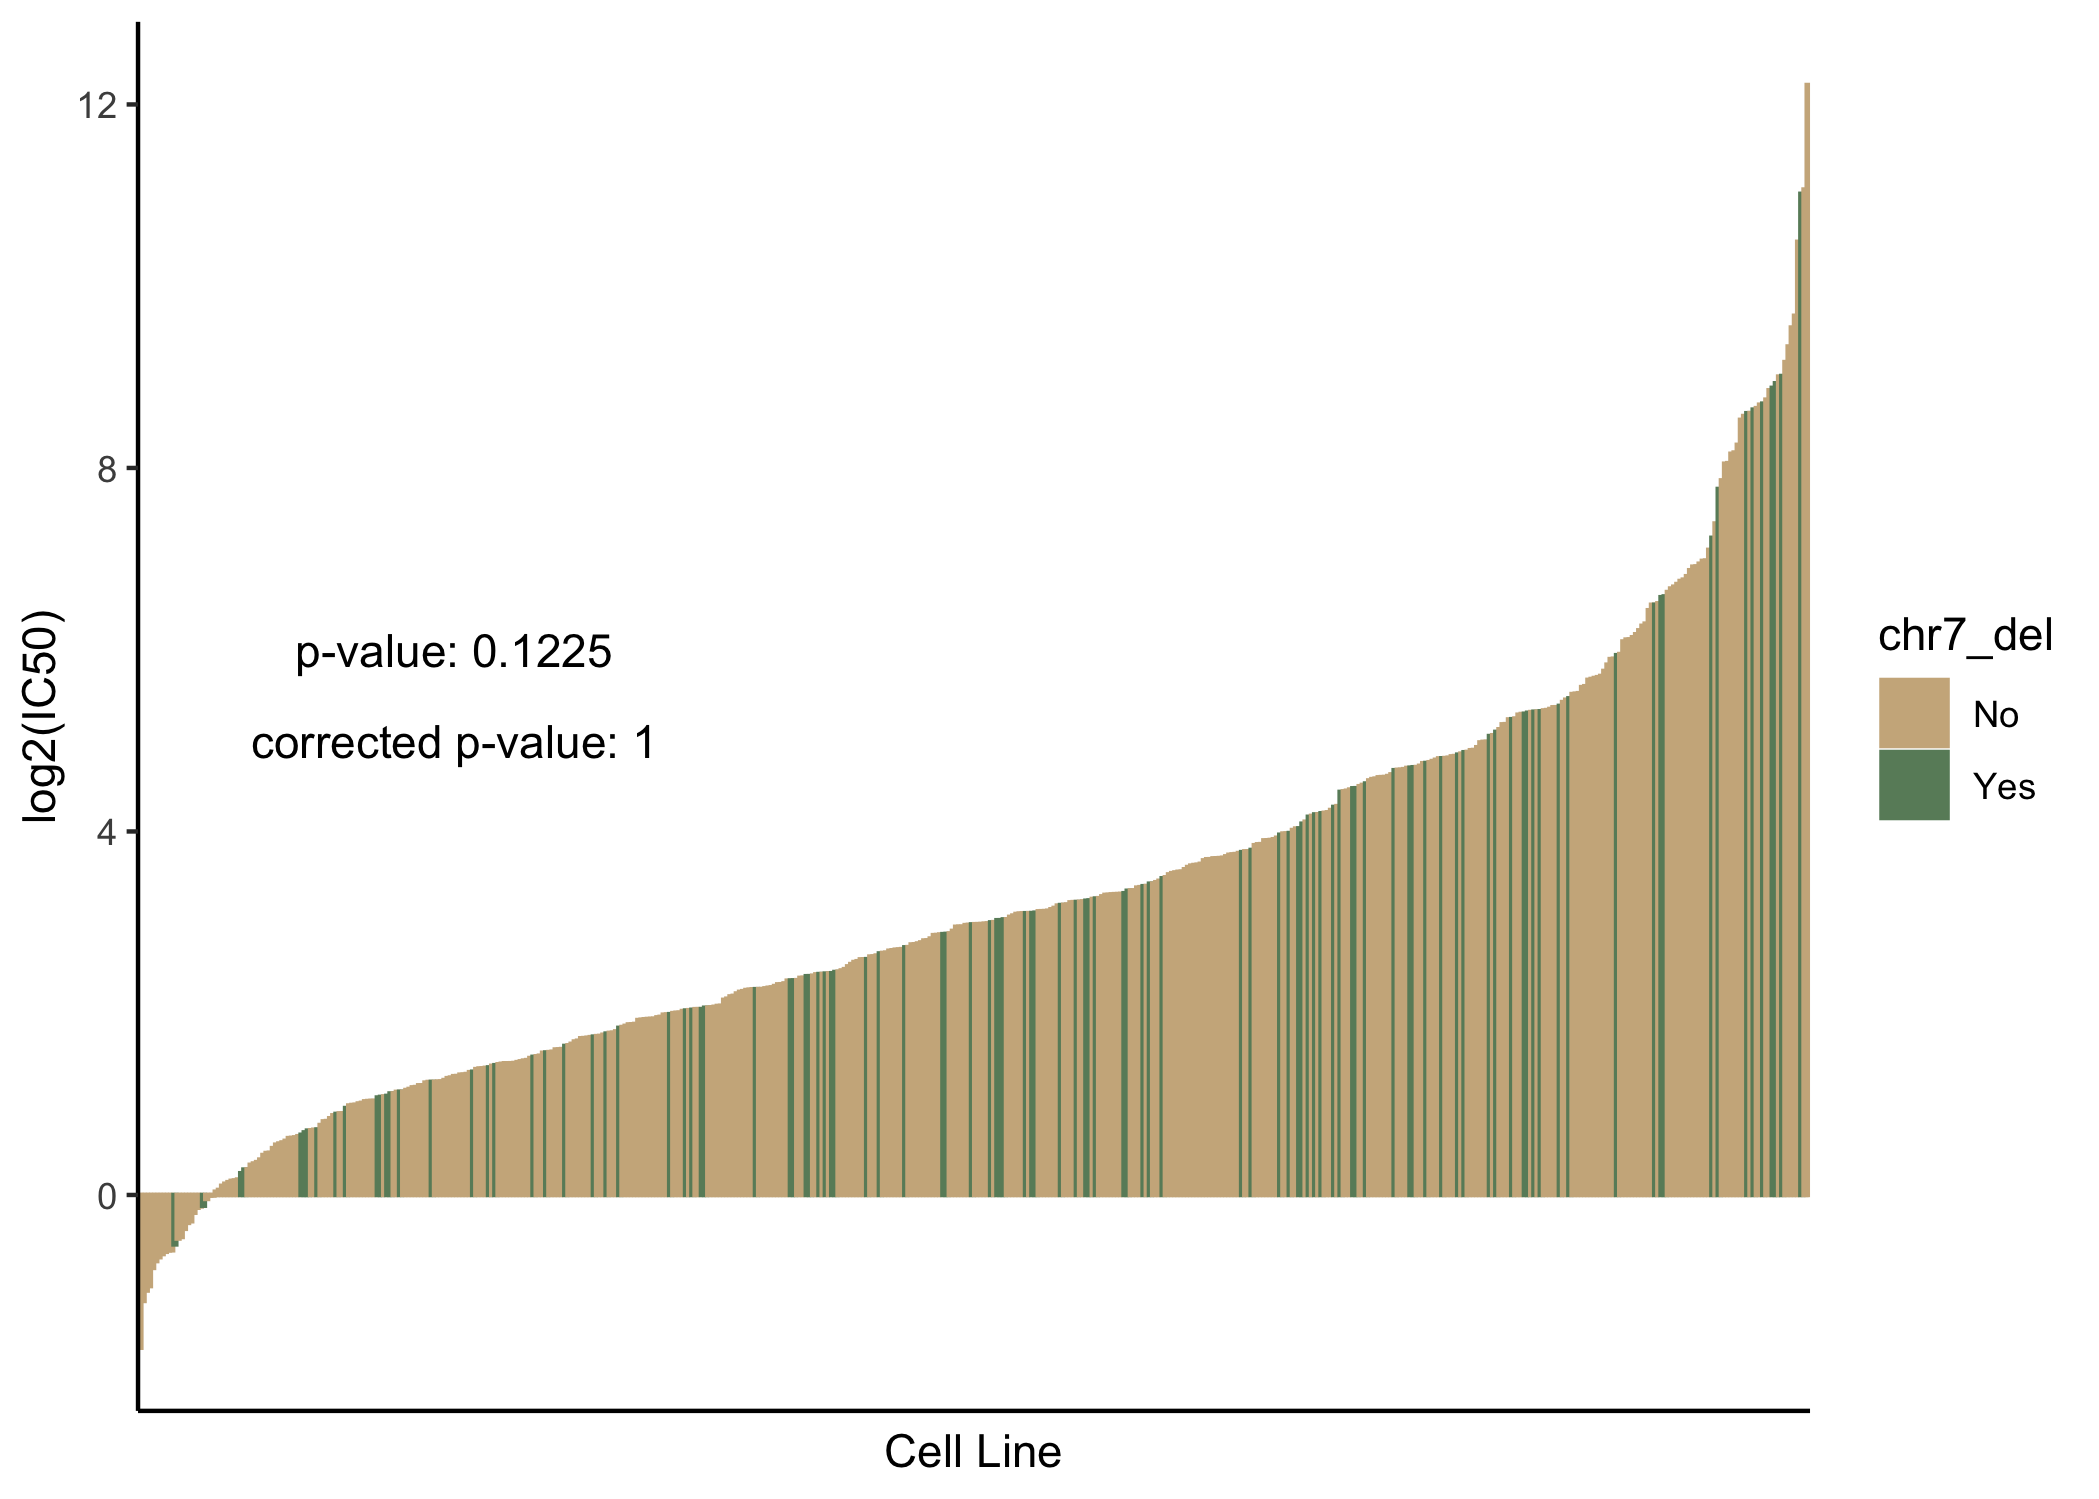 12
8
4
0
log2(IC50)
p-value: 0.1225
corrected p-value: 1
Cell Line
chr7_del
No
Yes